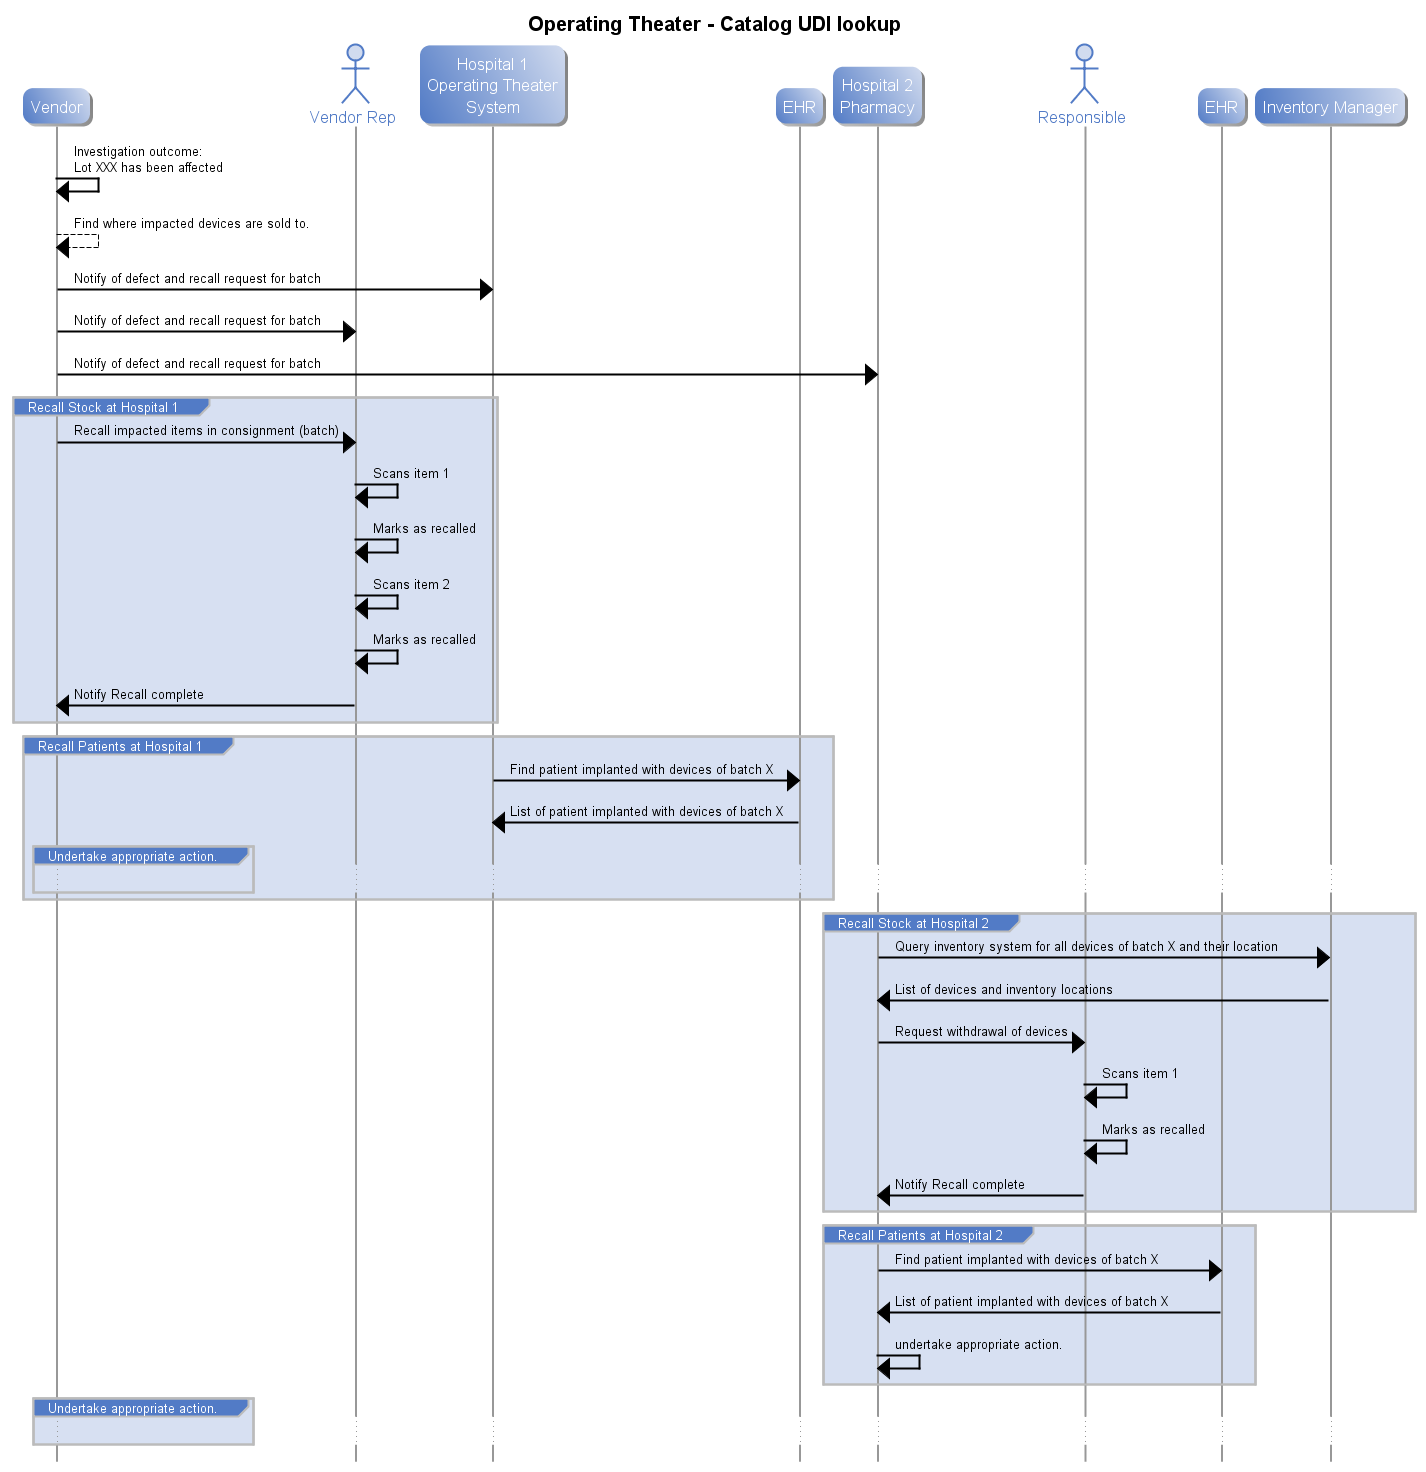 Operating Theater - Catalog UDI lookup
Vendor
Vendor Rep
Hospital 1
Operating Theater
System
EHR
Hospital 2
Pharmacy
Responsible
EHR
Inventory Manager
Investigation outcome:
Lot XXX has been affected
Find where impacted devices are sold to.
Notify of defect and recall request for batch
Notify of defect and recall request for batch
Notify of defect and recall request for batch
Recall Stock at Hospital 1
Recall impacted items in consignment (batch)
Scans item 1
Marks as recalled
Scans item 2
Marks as recalled
Notify Recall complete
Recall Patients at Hospital 1
Find patient implanted with devices of batch X
List of patient implanted with devices of batch X
Undertake appropriate action.
Recall Stock at Hospital 2
Query inventory system for all devices of batch X and their location
List of devices and inventory locations
Request withdrawal of devices
Scans item 1
Marks as recalled
Notify Recall complete
Recall Patients at Hospital 2
Find patient implanted with devices of batch X
List of patient implanted with devices of batch X
undertake appropriate action.
Undertake appropriate action.